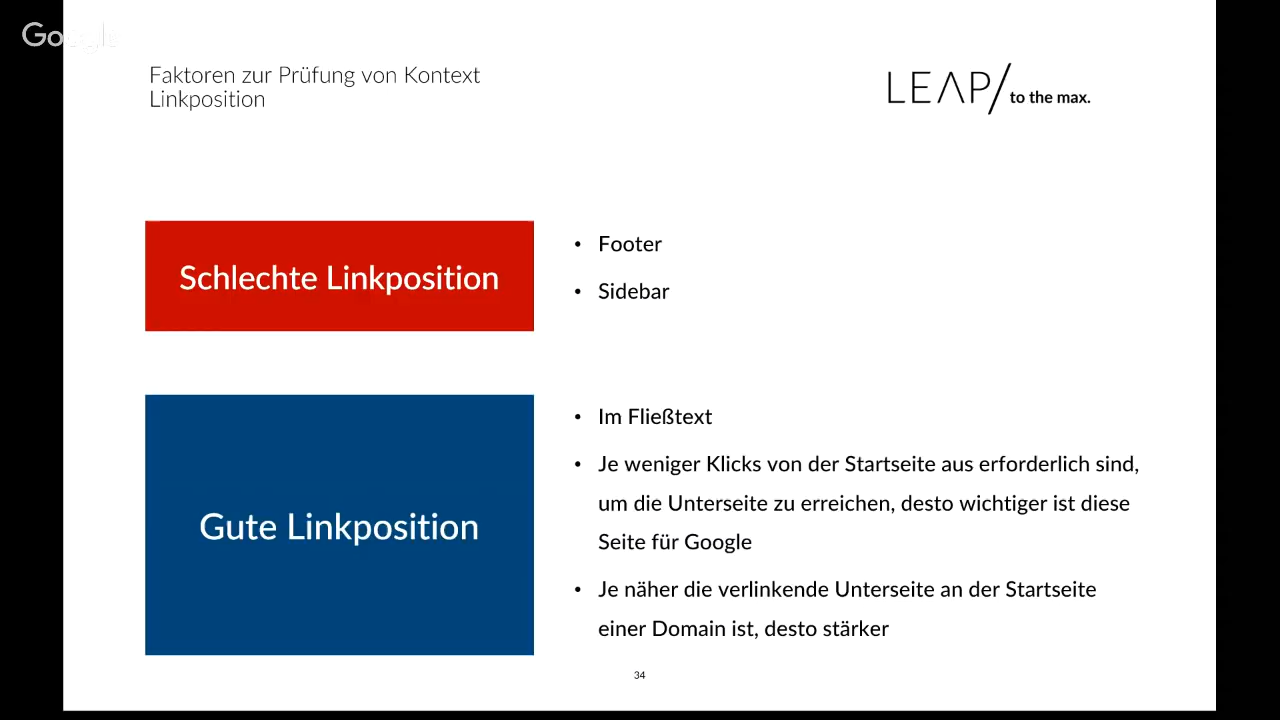 Google
Faktoren zur Prüfung von Kontext
Linkposition
LEAP/to the max.
Schlechte Linkposition
• Footer
• Sidebar
Gute Linkposition
• Im Fließtext
• Je weniger Klicks von der Startseite aus erforderlich sind,
um die Unterseite zu erreichen, desto wichtiger ist diese
Seite für Google
• Je näher die verlinkende Unterseite an der Startseite
einer Domain ist, desto stärker
34